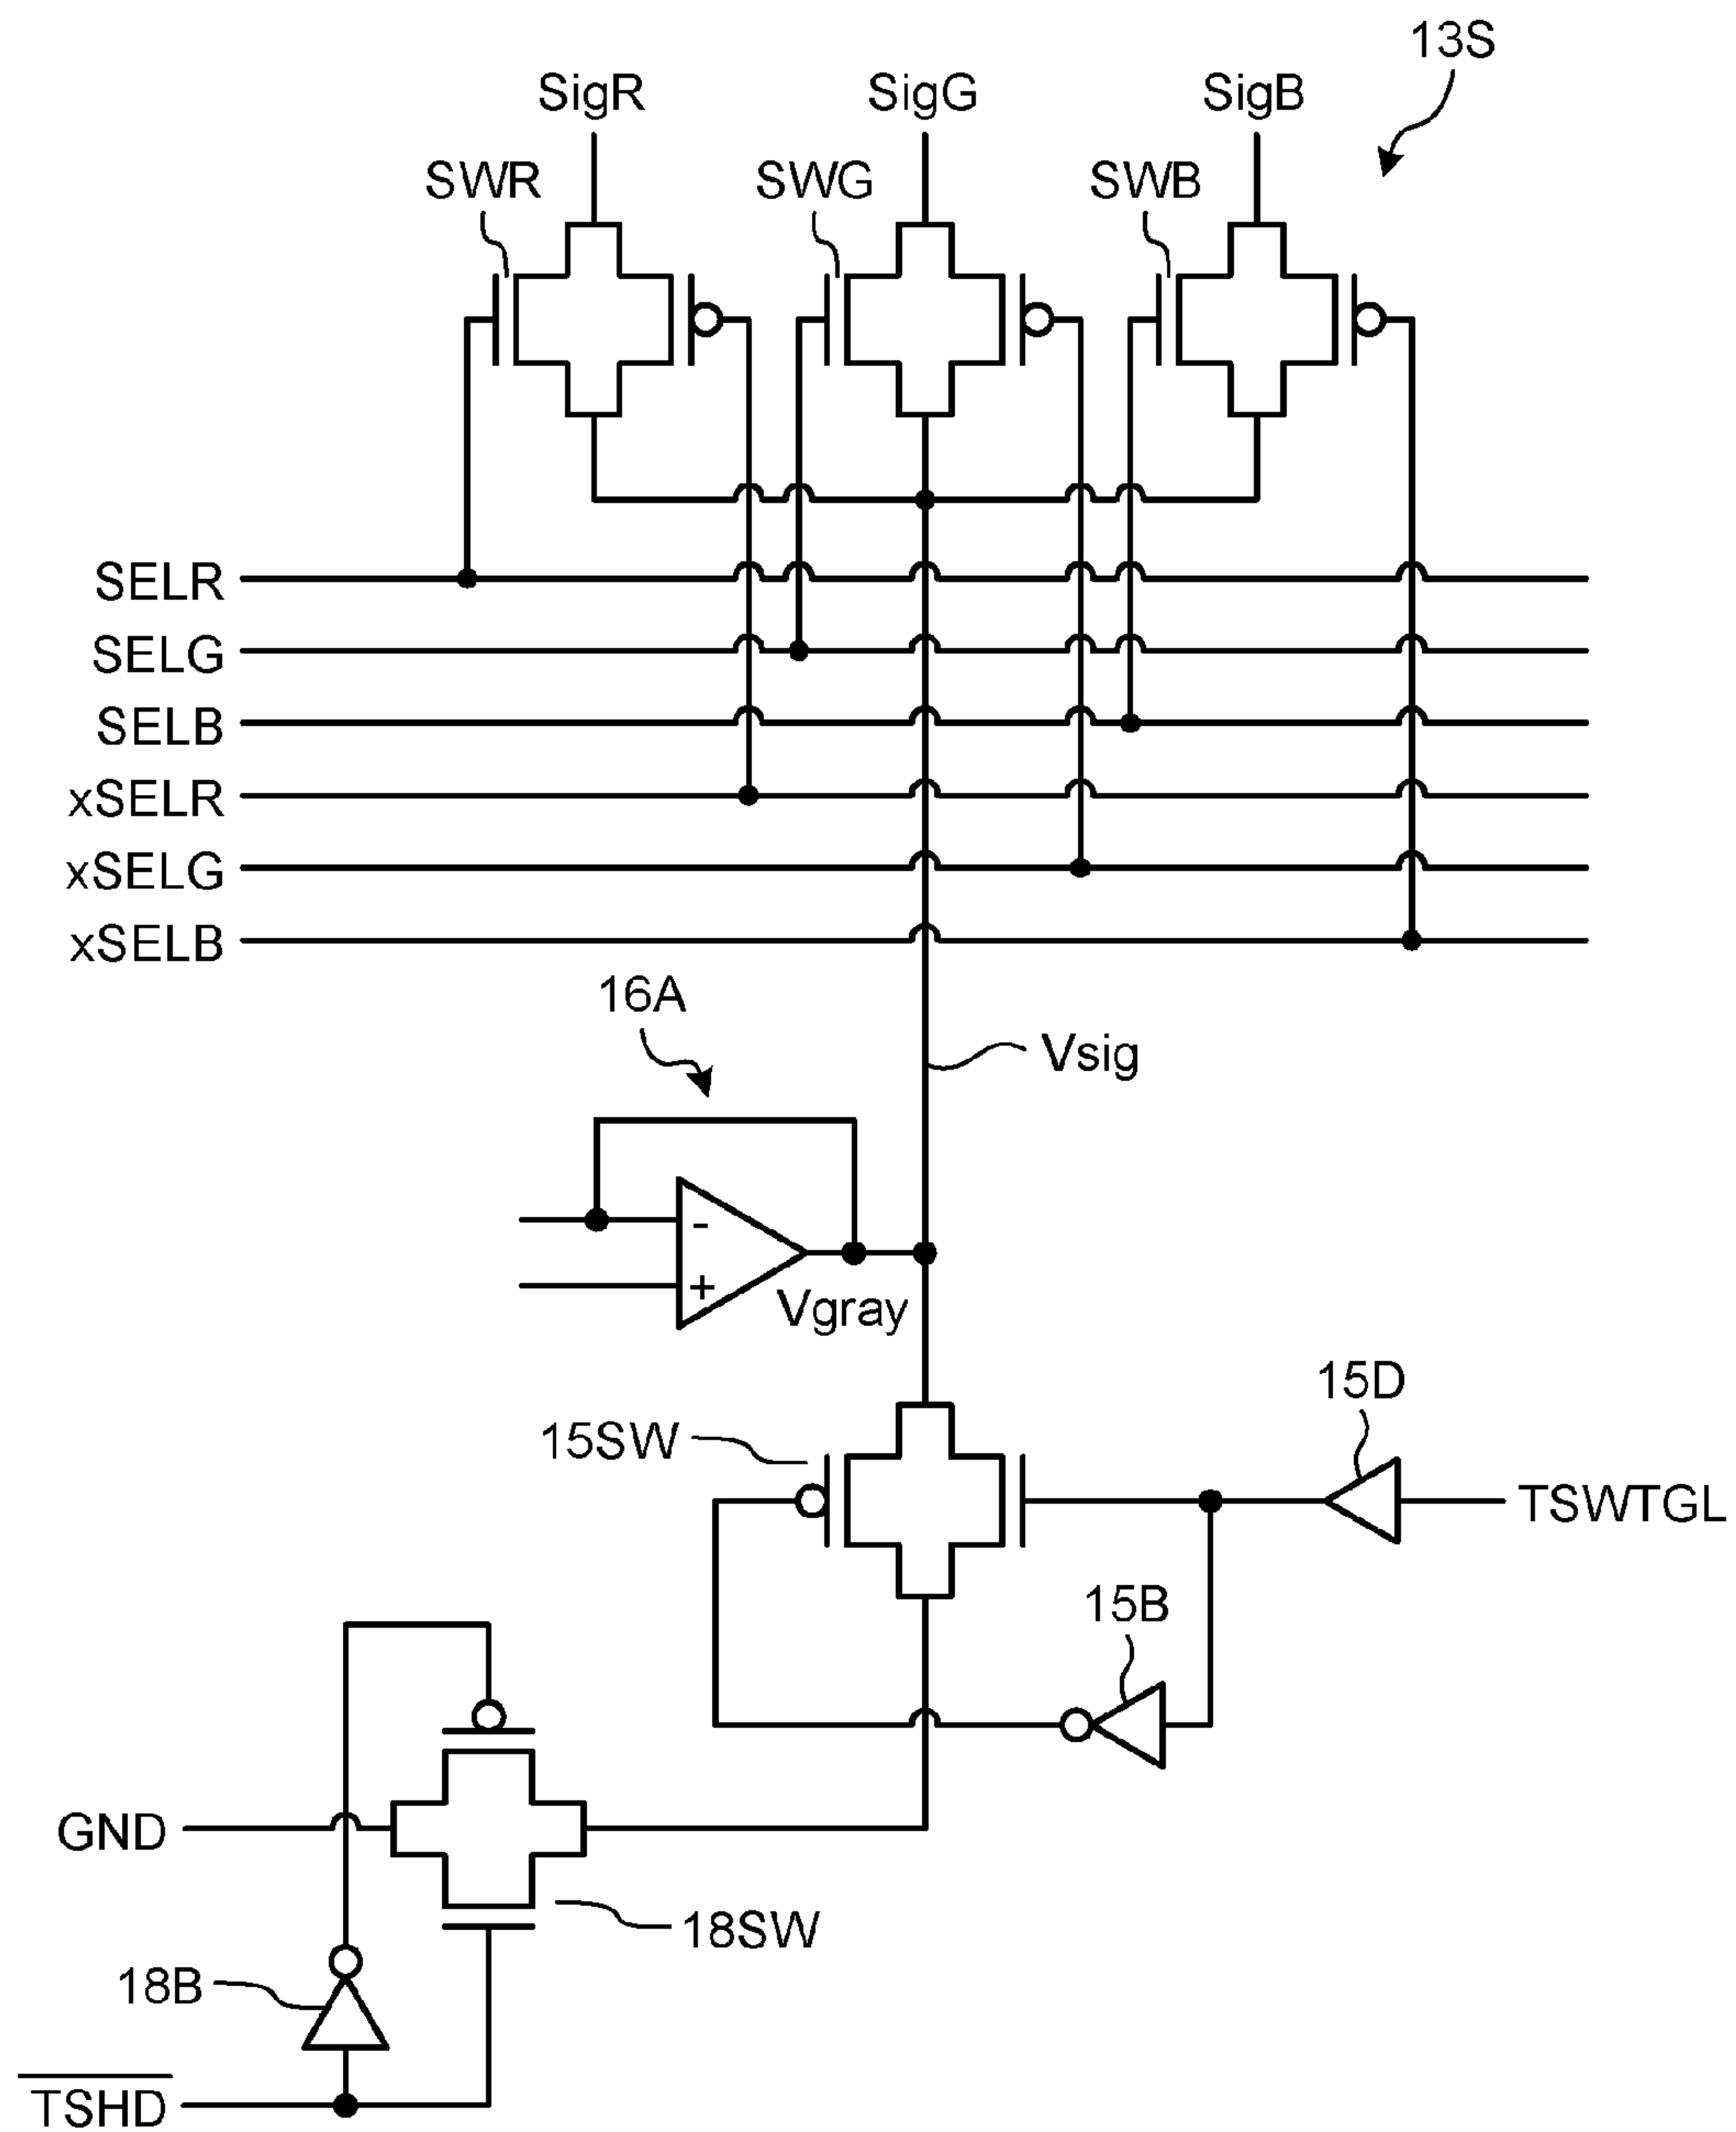 13S
SigR SigG SigB
SWR SWG SWB
SELR
SELG
SELB
xSELR
xSELG
xSELB
16A
Vsig
-
+
Vgray
15D
15SW
TSWTGL
15B
GND
18SW
18B
T̅S̅H̅D̅